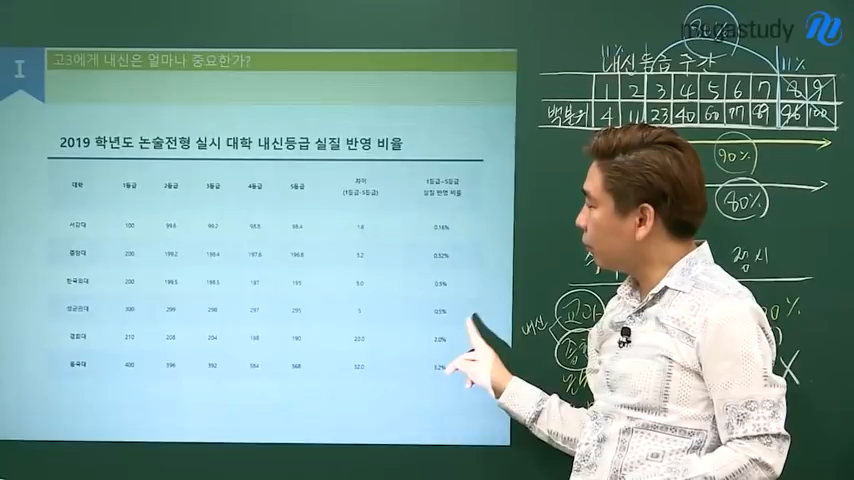 megastudy
I 고3에게 내신은 얼마나 중요한가?
2019 학년도 논술전형 실시 대학 내신등급 실질 반영 비율
대학 1등급 2등급 3등급 4등급 5등급 차이 (1등급-5등급) 1등급-5등급 실질 반영 비율
서강대 100 99.6 99.2 98.8 98.4 1.6 0.16%
중앙대 200 199.2 198.4 197.6 196.8 3.2 0.32%
한국외대 200 199.5 198.5 197 195 5.0 0.5%
성균관대 300 299 298 297 295 5 0.5%
경희대 210 208 204 198 190 20.0 2.0%
동국대 400 396 392 384 368 32.0 3.2%
내신등급 구간
11%
1 2 3 4 5 6 7 8 9
백분위 4 11 23 40 60 77 89 96 100
90%
80%
정시
내신
교과